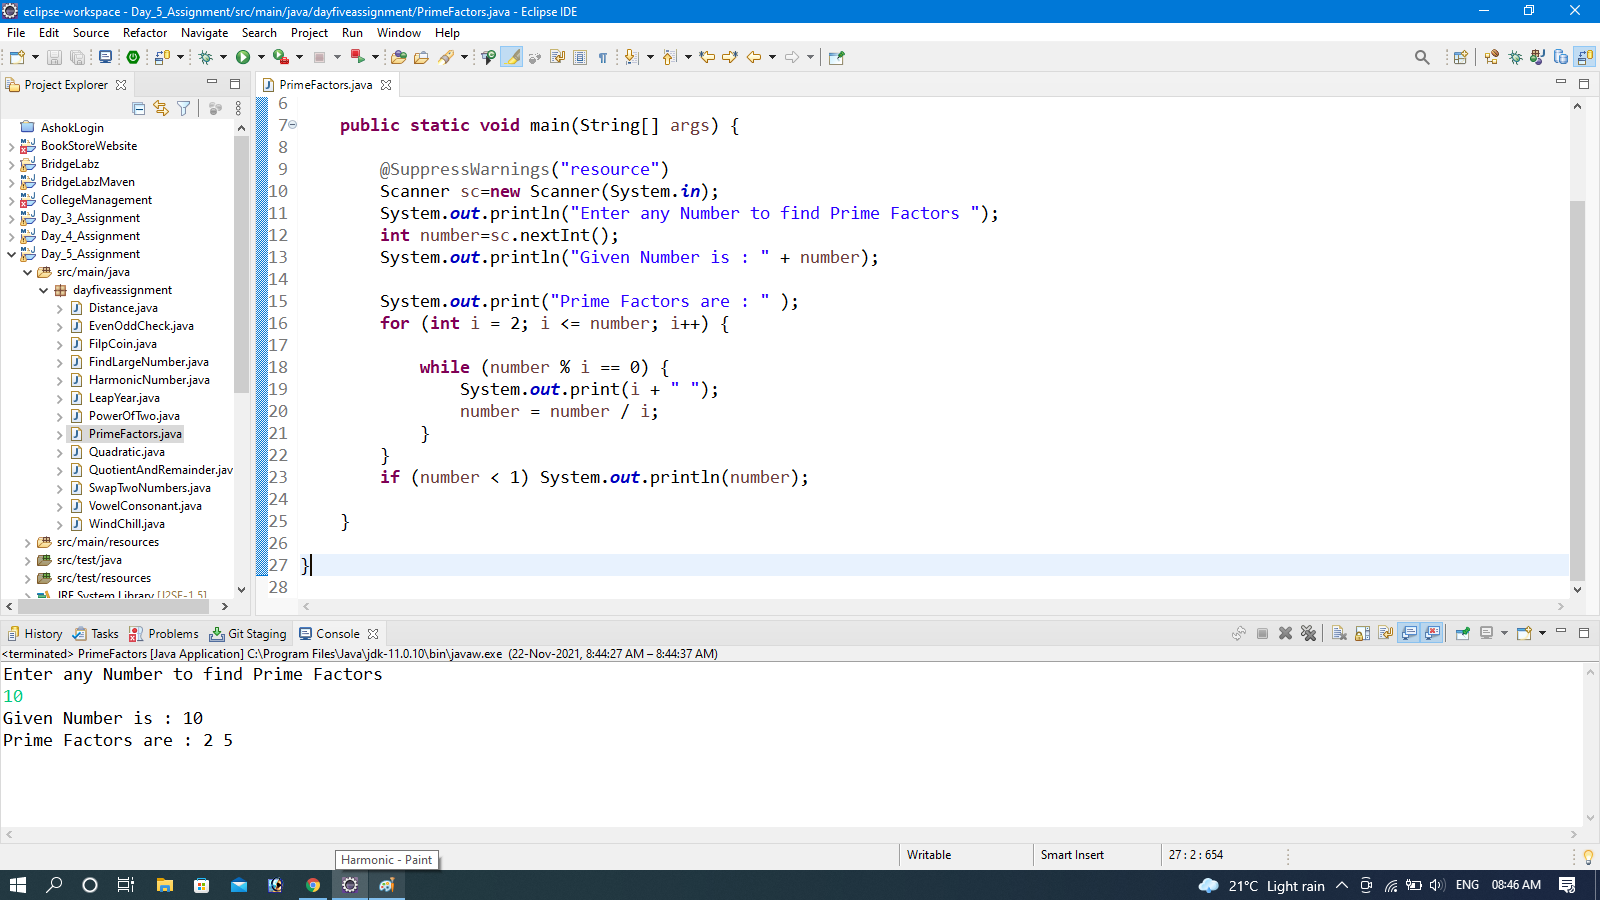 eclipse-workspace - Day_5_Assignment/src/main/java/dayfiveassignment/PrimeFactors.java - Eclipse IDE
File Edit Source Refactor Navigate Search Project Run Window Help
Project Explorer
AshokLogin
BookStoreWebsite
BridgeLabz
BridgeLabzMaven
CollegeManagement
Day_3_Assignment
Day_4_Assignment
Day_5_Assignment
src/main/java
dayfiveassignment
Distance.java
EvenOddCheck.java
FilpCoin.java
FindLargeNumber.java
HarmonicNumber.java
LeapYear.java
PowerOfTwo.java
PrimeFactors.java
Quadratic.java
QuotientAndRemainder.jav
SwapTwoNumbers.java
VowelConsonant.java
WindChill.java
src/main/resources
src/test/java
src/test/resources
JRE System Library [J2SE-1.5]
PrimeFactors.java
6
7 public static void main(String[] args) {
8
9 @SuppressWarnings("resource")
10 Scanner sc=new Scanner(System.in);
11 System.out.println("Enter any Number to find Prime Factors ");
12 int number=sc.nextInt();
13 System.out.println("Given Number is : " + number);
14
15 System.out.print("Prime Factors are : " );
16 for (int i = 2; i <= number; i++) {
17
18 while (number % i == 0) {
19 System.out.print(i + " ");
20 number = number / i;
21 }
22 }
23 if (number < 1) System.out.println(number);
24
25 }
26
27 }
28
History Tasks Problems Git Staging Console
<terminated> PrimeFactors [Java Application] C:\Program Files\Java\jdk-11.0.10\bin\javaw.exe (22-Nov-2021, 8:44:27 AM – 8:44:37 AM)
Enter any Number to find Prime Factors
10
Given Number is : 10
Prime Factors are : 2 5
Writable Smart Insert 27 : 2 : 654
Harmonic - Paint
21°C Light rain ENG 08:46 AM